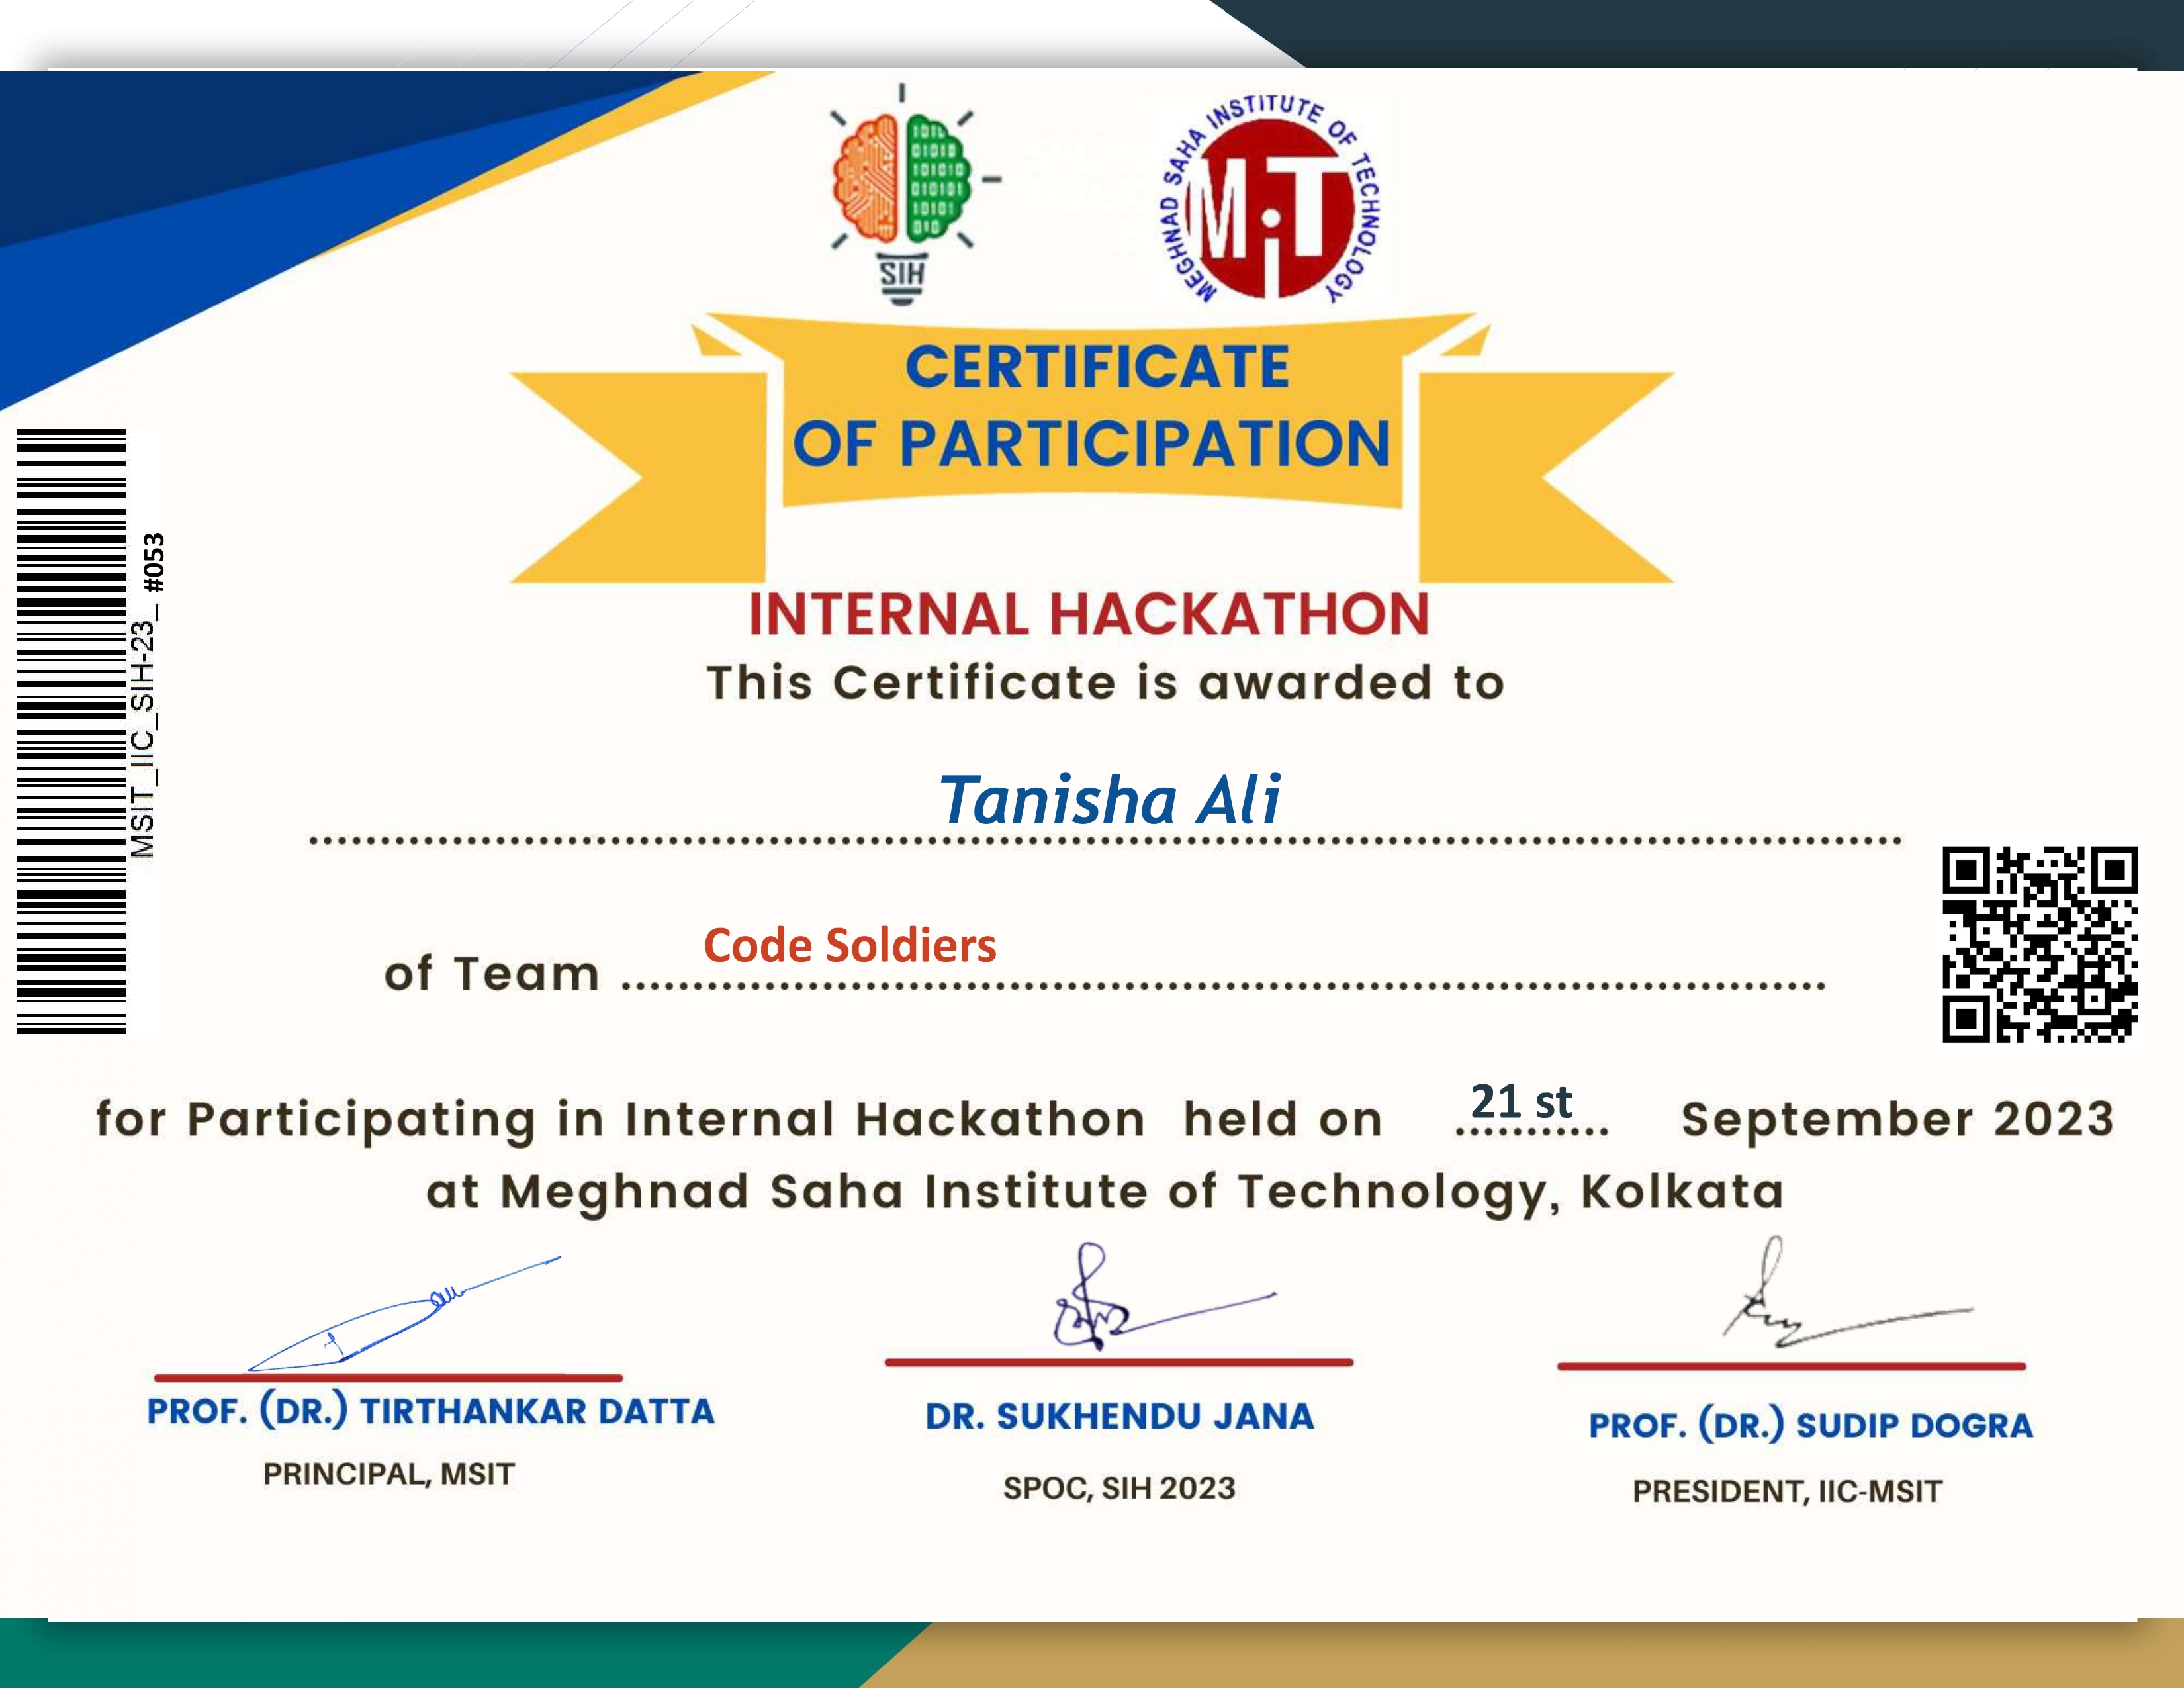 SIH
MEGHNAD SAHA INSTITUTE OF TECHNOLOGY
MiT
CERTIFICATE
OF PARTICIPATION
INTERNAL HACKATHON
This Certificate is awarded to
Tanisha Ali
of Team Code Soldiers
MSIT_IIC_SIH-23_ #053
for Participating in Internal Hackathon held on 21 st September 2023
at Meghnad Saha Institute of Technology, Kolkata
PROF. (DR.) TIRTHANKAR DATTA
PRINCIPAL, MSIT
DR. SUKHENDU JANA
SPOC, SIH 2023
PROF. (DR.) SUDIP DOGRA
PRESIDENT, IIC-MSIT